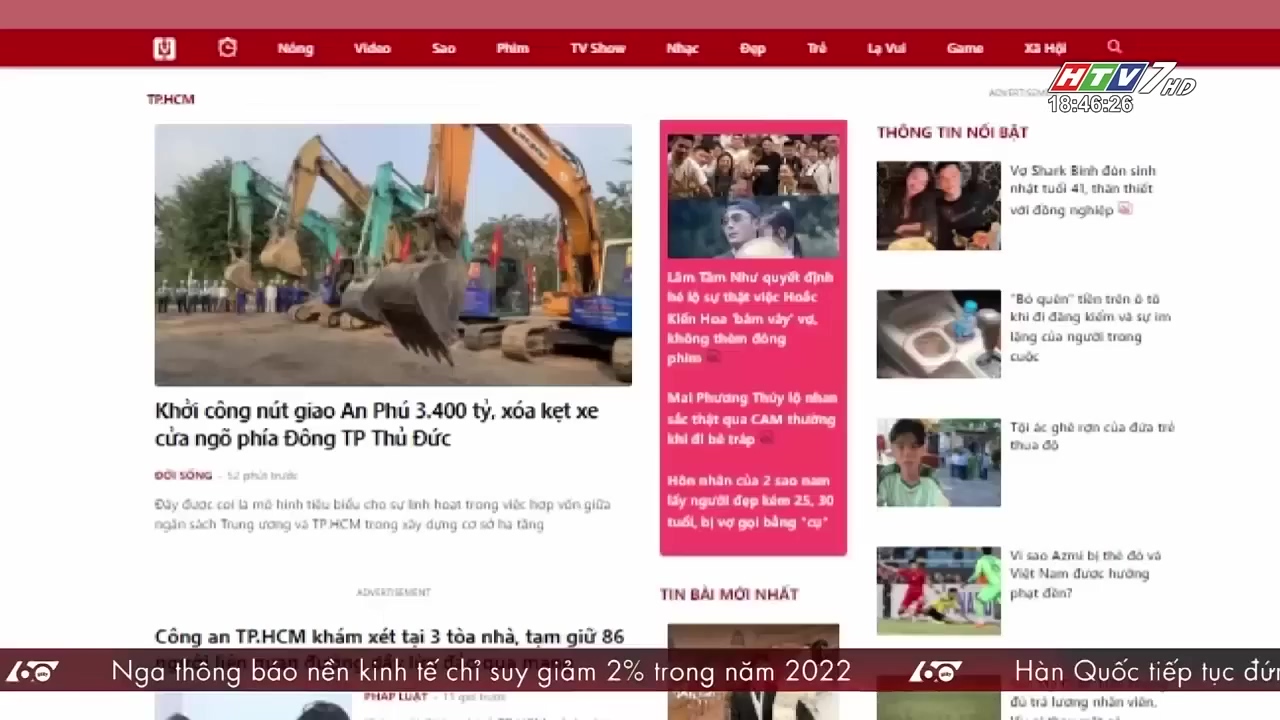 Nóng Video Sao Phim TV Show Nhạc Đẹp Trẻ Lạ Vui Game Xã Hội
HTV7 HD
18:46:26
TP.HCM
Khởi công nút giao An Phú 3.400 tỷ, xóa kẹt xe
cửa ngõ phía Đông TP Thủ Đức
ĐỜI SỐNG - 52 phút trước
Đây được coi là mô hình tiêu biểu cho sự linh hoạt trong việc hợp vốn giữa
ngân sách Trung ương và TP.HCM trong xây dựng cơ sở hạ tầng
ADVERTISEMENT
Công an TP.HCM khám xét tại 3 tòa nhà, tạm giữ 86
PHÁP LUẬT - 11 giờ trước
Lâm Tâm Như quyết định
hé lộ sự thật việc Hoắc
Kiến Hoa 'bám váy' vợ,
không thèm đóng
phim
Mai Phương Thúy lộ nhan
sắc thật qua CAM thường
khi đi bê tráp
Hôn nhân của 2 sao nam
lấy người đẹp kém 25, 30
tuổi, bị vợ gọi bằng "cụ"
TIN BÀI MỚI NHẤT
THÔNG TIN NỔI BẬT
Vợ Shark Bình đón sinh
nhật tuổi 41, thân thiết
với đồng nghiệp
"Bỏ quên" tiền trên ô tô
khi đi đăng kiểm và sự im
lặng của người trong
cuộc
Tội ác ghê rợn của đứa trẻ
thua độ
Vì sao Azmi bị thẻ đỏ và
Việt Nam được hưởng
phạt đền?
đủ trả lương nhân viên,
60 giây Nga thông báo nền kinh tế chỉ suy giảm 2% trong năm 2022 60 giây Hàn Quốc tiếp tục